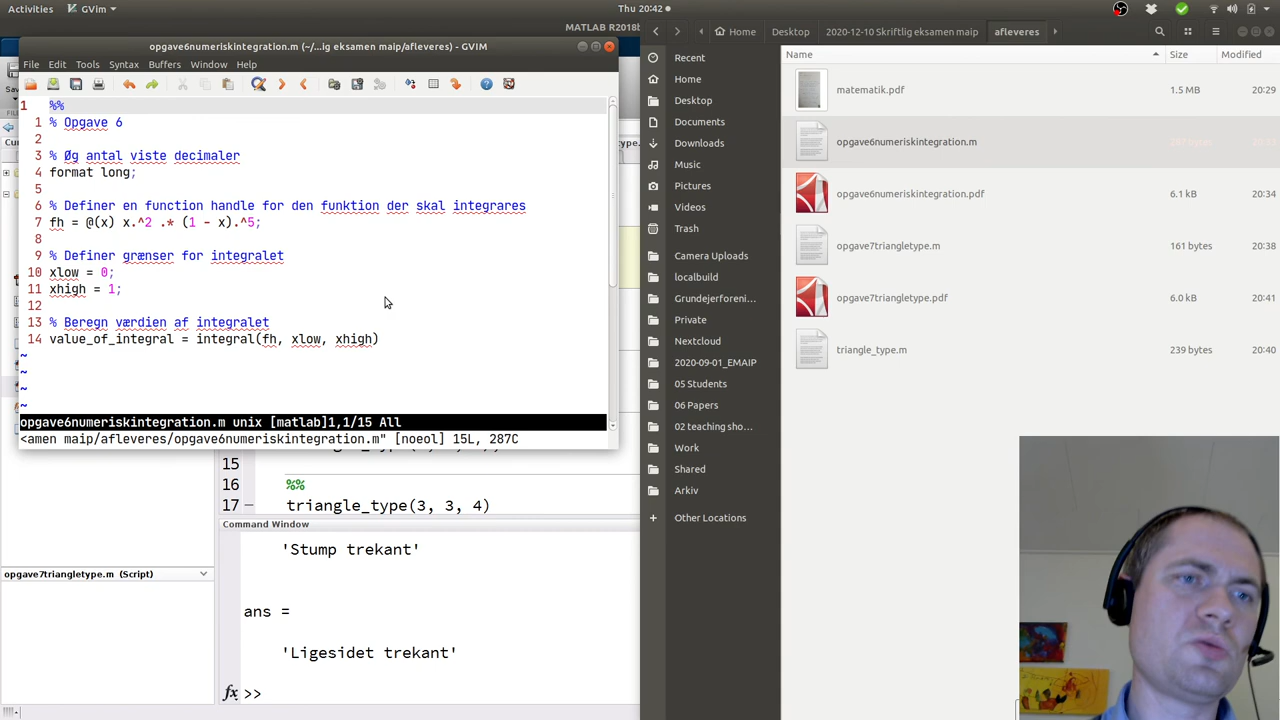 Activities
GVim
Thu 20:42
MATLAB R2018b
opgave6numeriskintegration.m (~/...ig eksamen maip/afleveres) - GVIM
File Edit Tools Syntax Buffers Window Help
1 %%
1 % Opgave 6
2
3 % Øg antal viste decimaler
4 format long;
5
6 % Definer en function handle for den funktion der skal integrares
7 fh = @(x) x.^2 .* (1 - x).^5;
8
9 % Definer grænser for integralet
10 xlow = 0;
11 xhigh = 1;
12
13 % Beregn værdien af integralet
14 value_of_integral = integral(fh, xlow, xhigh)
~
~
~
opgave6numeriskintegration.m unix [matlab]1,1/15 All
<amen maip/afleveres/opgave6numeriskintegration.m" [noeol] 15L, 287C
15
16 %%
17 triangle_type(3, 3, 4)
Command Window
'Stump trekant'
ans =
'Ligesidet trekant'
fx >>
opgave7triangletype.m (Script)
Home Desktop 2020-12-10 Skriftlig eksamen maip afleveres
Recent
Home
Desktop
Documents
Downloads
Music
Pictures
Videos
Trash
Camera Uploads
localbuild
Grundejerforeni...
Private
Nextcloud
2020-09-01_EMAIP
05 Students
06 Papers
02 teaching sho...
Work
Shared
Arkiv
Other Locations
Name Size Modified
matematik.pdf 1.5 MB 20:29
opgave6numeriskintegration.m
opgave6numeriskintegration.pdf 6.1 kB 20:34
opgave7triangletype.m 161 bytes 20:38
opgave7triangletype.pdf 6.0 kB 20:41
triangle_type.m 239 bytes 20:40